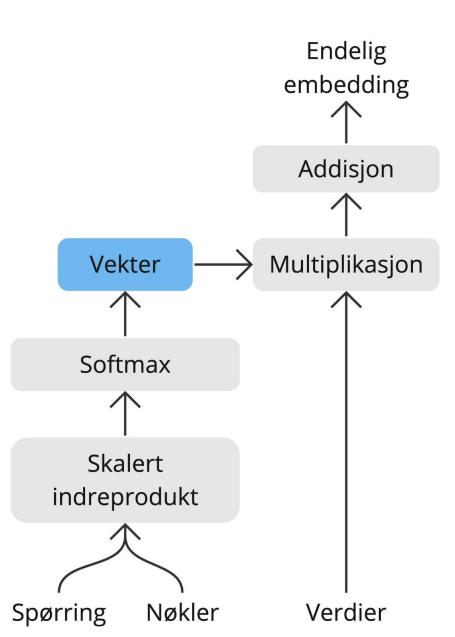 Endelig
embedding
Addisjon
Vekter
Multiplikasjon
Softmax
Skalert
indreprodukt
Spørring
Nøkler
Verdier